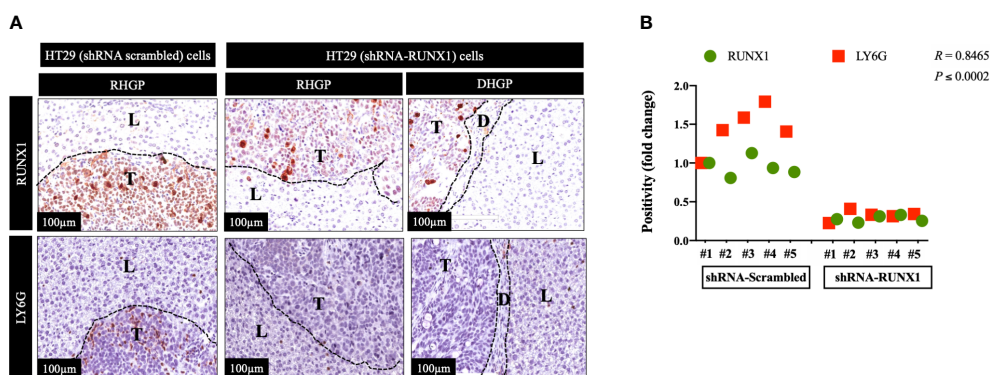 A
HT29 (shRNA scrambled) cells
HT29 (shRNA-RUNX1) cells
RHGP
RHGP
DHGP
RUNX1
L
T
100µm
T
L
100µm
T
D
L
100µm
LY6G
L
T
100µm
T
L
100µm
T
D
L
100µm
B
RUNX1
LY6G
R = 0.8465
P ≤ 0.0002
Positivity (fold change)
2.0
1.5
1.0
0.5
0.0
#1 #2 #3 #4 #5 #1 #2 #3 #4 #5
shRNA-Scrambled
shRNA-RUNX1